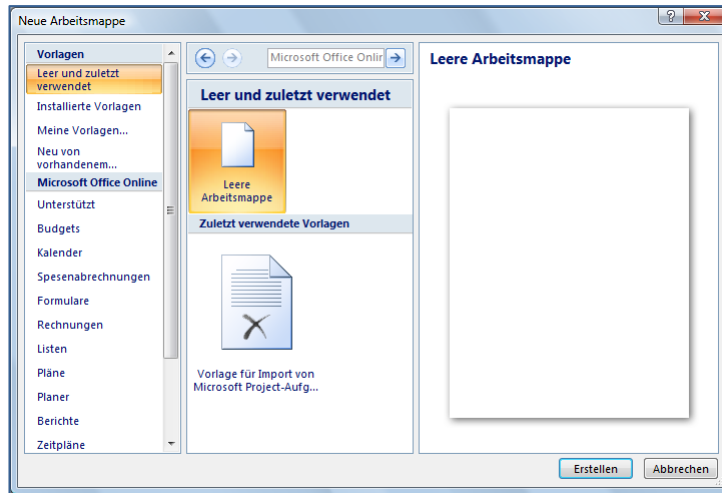 Neue Arbeitsmappe
Vorlagen
Leer und zuletzt
verwendet
Installierte Vorlagen
Meine Vorlagen...
Neu von
vorhandenem...
Microsoft Office Online
Unterstützt
Budgets
Kalender
Spesenabrechnungen
Formulare
Rechnungen
Listen
Pläne
Planer
Berichte
Zeitpläne
Microsoft Office Onlir
Leer und zuletzt verwendet
Leere
Arbeitsmappe
Zuletzt verwendete Vorlagen
Vorlage für Import von
Microsoft Project-Aufg...
Leere Arbeitsmappe
Erstellen
Abbrechen